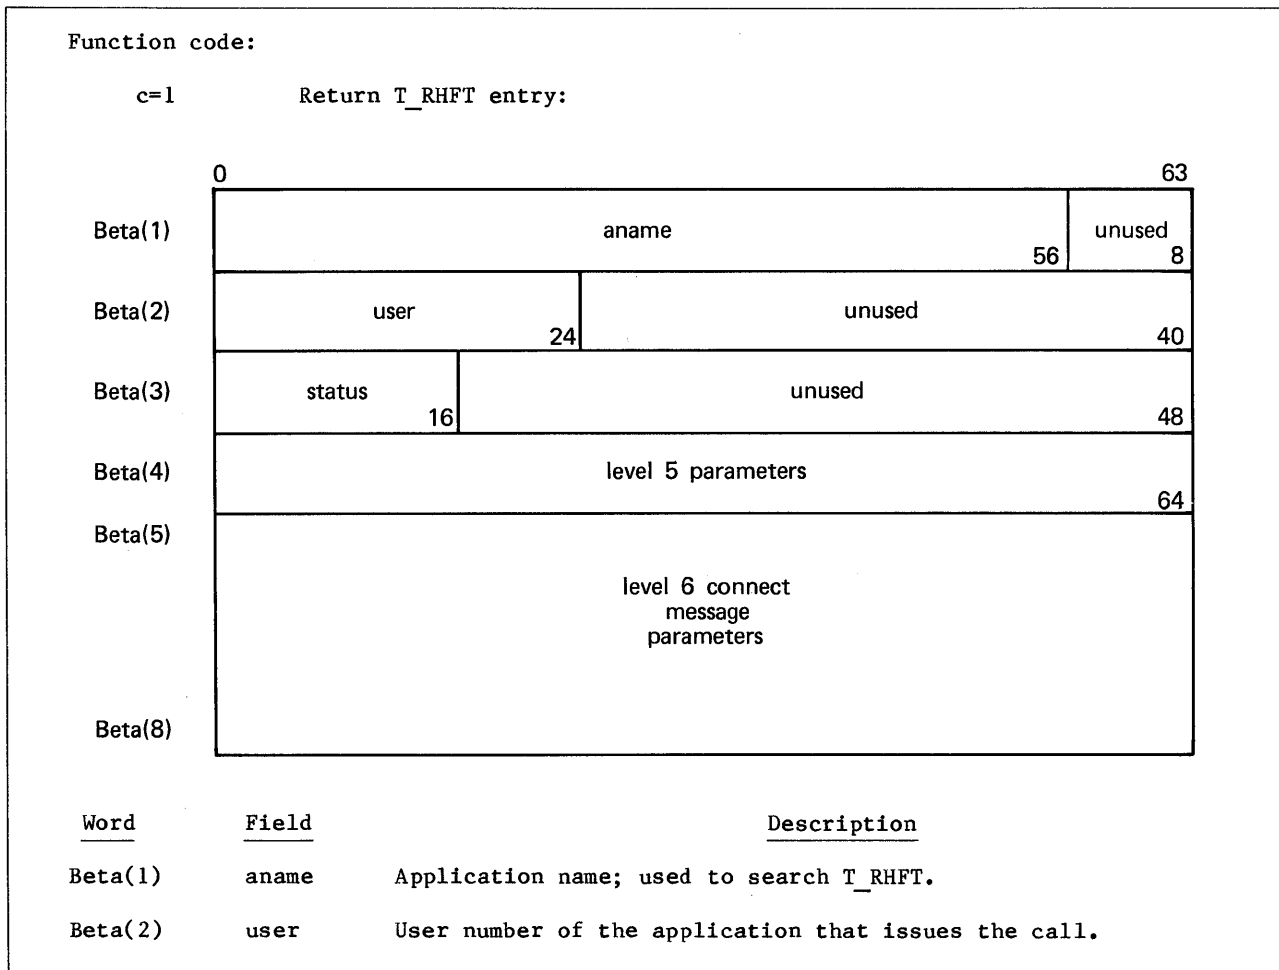 Function code:
c=1 Return T_RHFT entry:
0 63
Beta(1) aname 56 unused 8
Beta(2) user 24 unused 40
Beta(3) status 16 unused 48
Beta(4) level 5 parameters 64
Beta(5)
level 6 connect
message
parameters
Beta(8)
Word Field Description
Beta(1) aname Application name; used to search T_RHFT.
Beta(2) user User number of the application that issues the call.